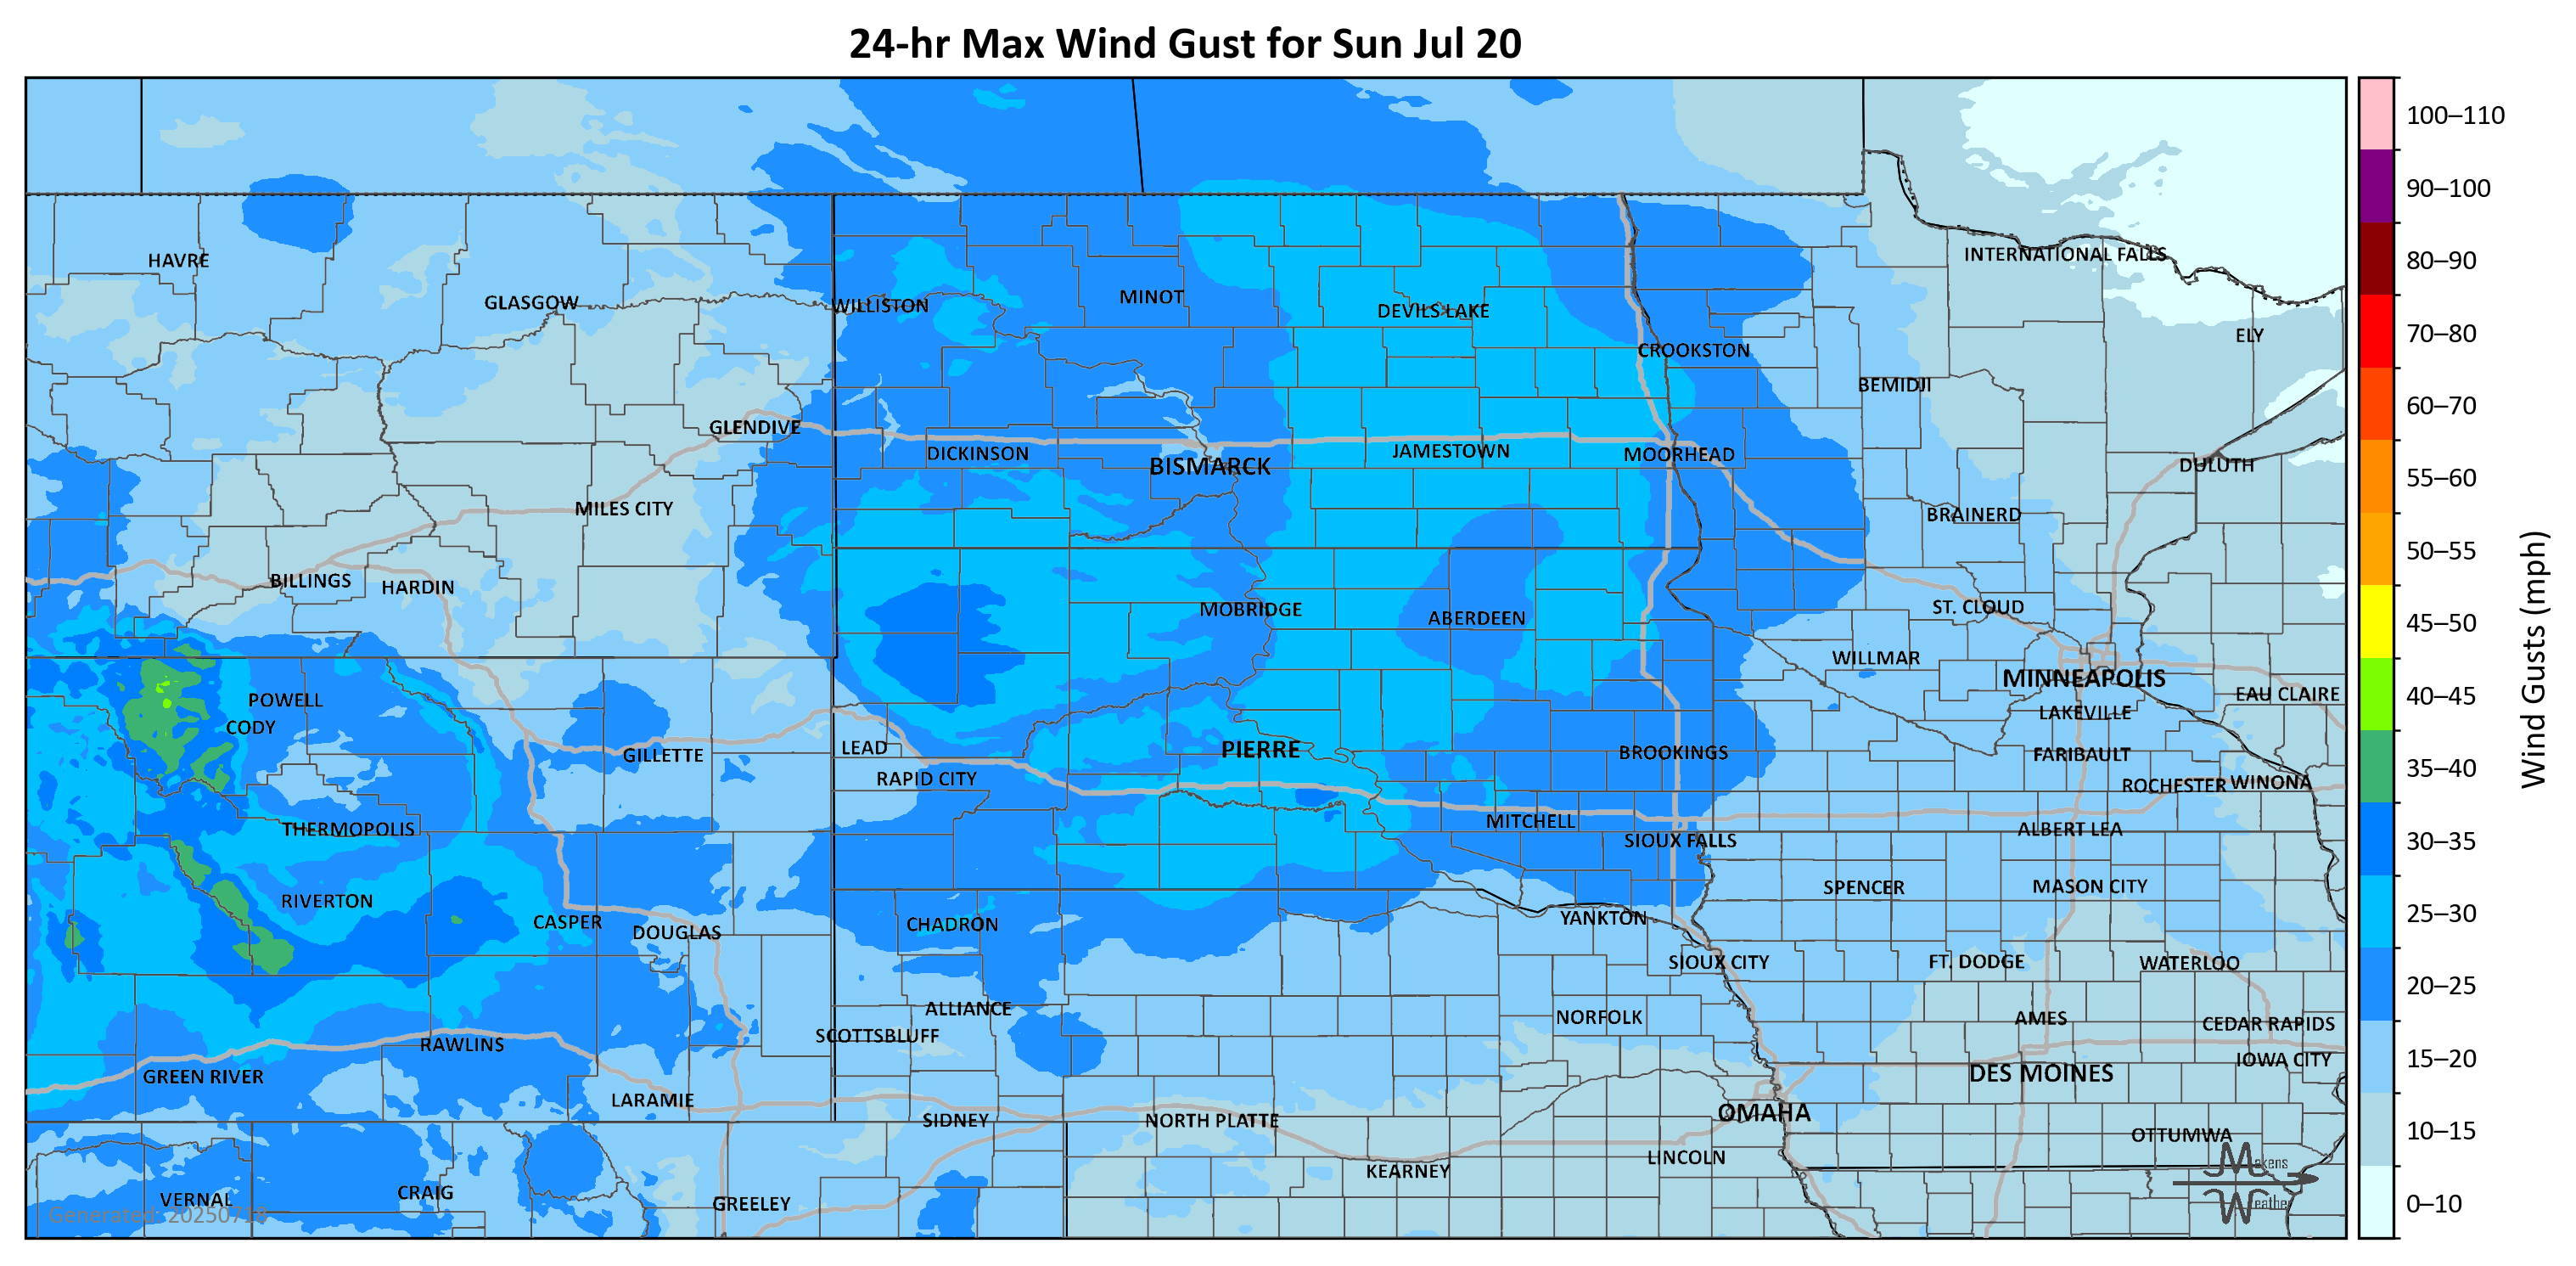 24-hr Max Wind Gust for Sun Jul 20
100–110
90–100
80–90
70–80
60–70
55–60
50–55
45–50
40–45
35–40
30–35
25–30
20–25
15–20
10–15
0–10
Wind Gusts (mph)
HAVRE
GLASGOW
WILLISTON
MINOT
DEVILS LAKE
INTERNATIONAL FALLS
ELY
CROOKSTON
BEMIDJI
GLENDIVE
DICKINSON
BISMARCK
JAMESTOWN
MOORHEAD
DULUTH
MILES CITY
BRAINERD
BILLINGS
HARDIN
MOBRIDGE
ABERDEEN
ST. CLOUD
WILLMAR
MINNEAPOLIS
EAU CLAIRE
POWELL
CODY
LAKEVILLE
GILLETTE
LEAD
PIERRE
BROOKINGS
FARIBAULT
RAPID CITY
ROCHESTER
WINONA
THERMOPOLIS
MITCHELL
SIOUX FALLS
ALBERT LEA
RIVERTON
SPENCER
MASON CITY
CASPER
DOUGLAS
CHADRON
YANKTON
SIOUX CITY
FT. DODGE
WATERLOO
ALLIANCE
SCOTTSBLUFF
NORFOLK
AMES
CEDAR RAPIDS
RAWLINS
IOWA CITY
GREEN RIVER
DES MOINES
LARAMIE
SIDNEY
NORTH PLATTE
OMAHA
OTTUMWA
KEARNEY
LINCOLN
VERNAL
CRAIG
GREELEY
Makens
Weather